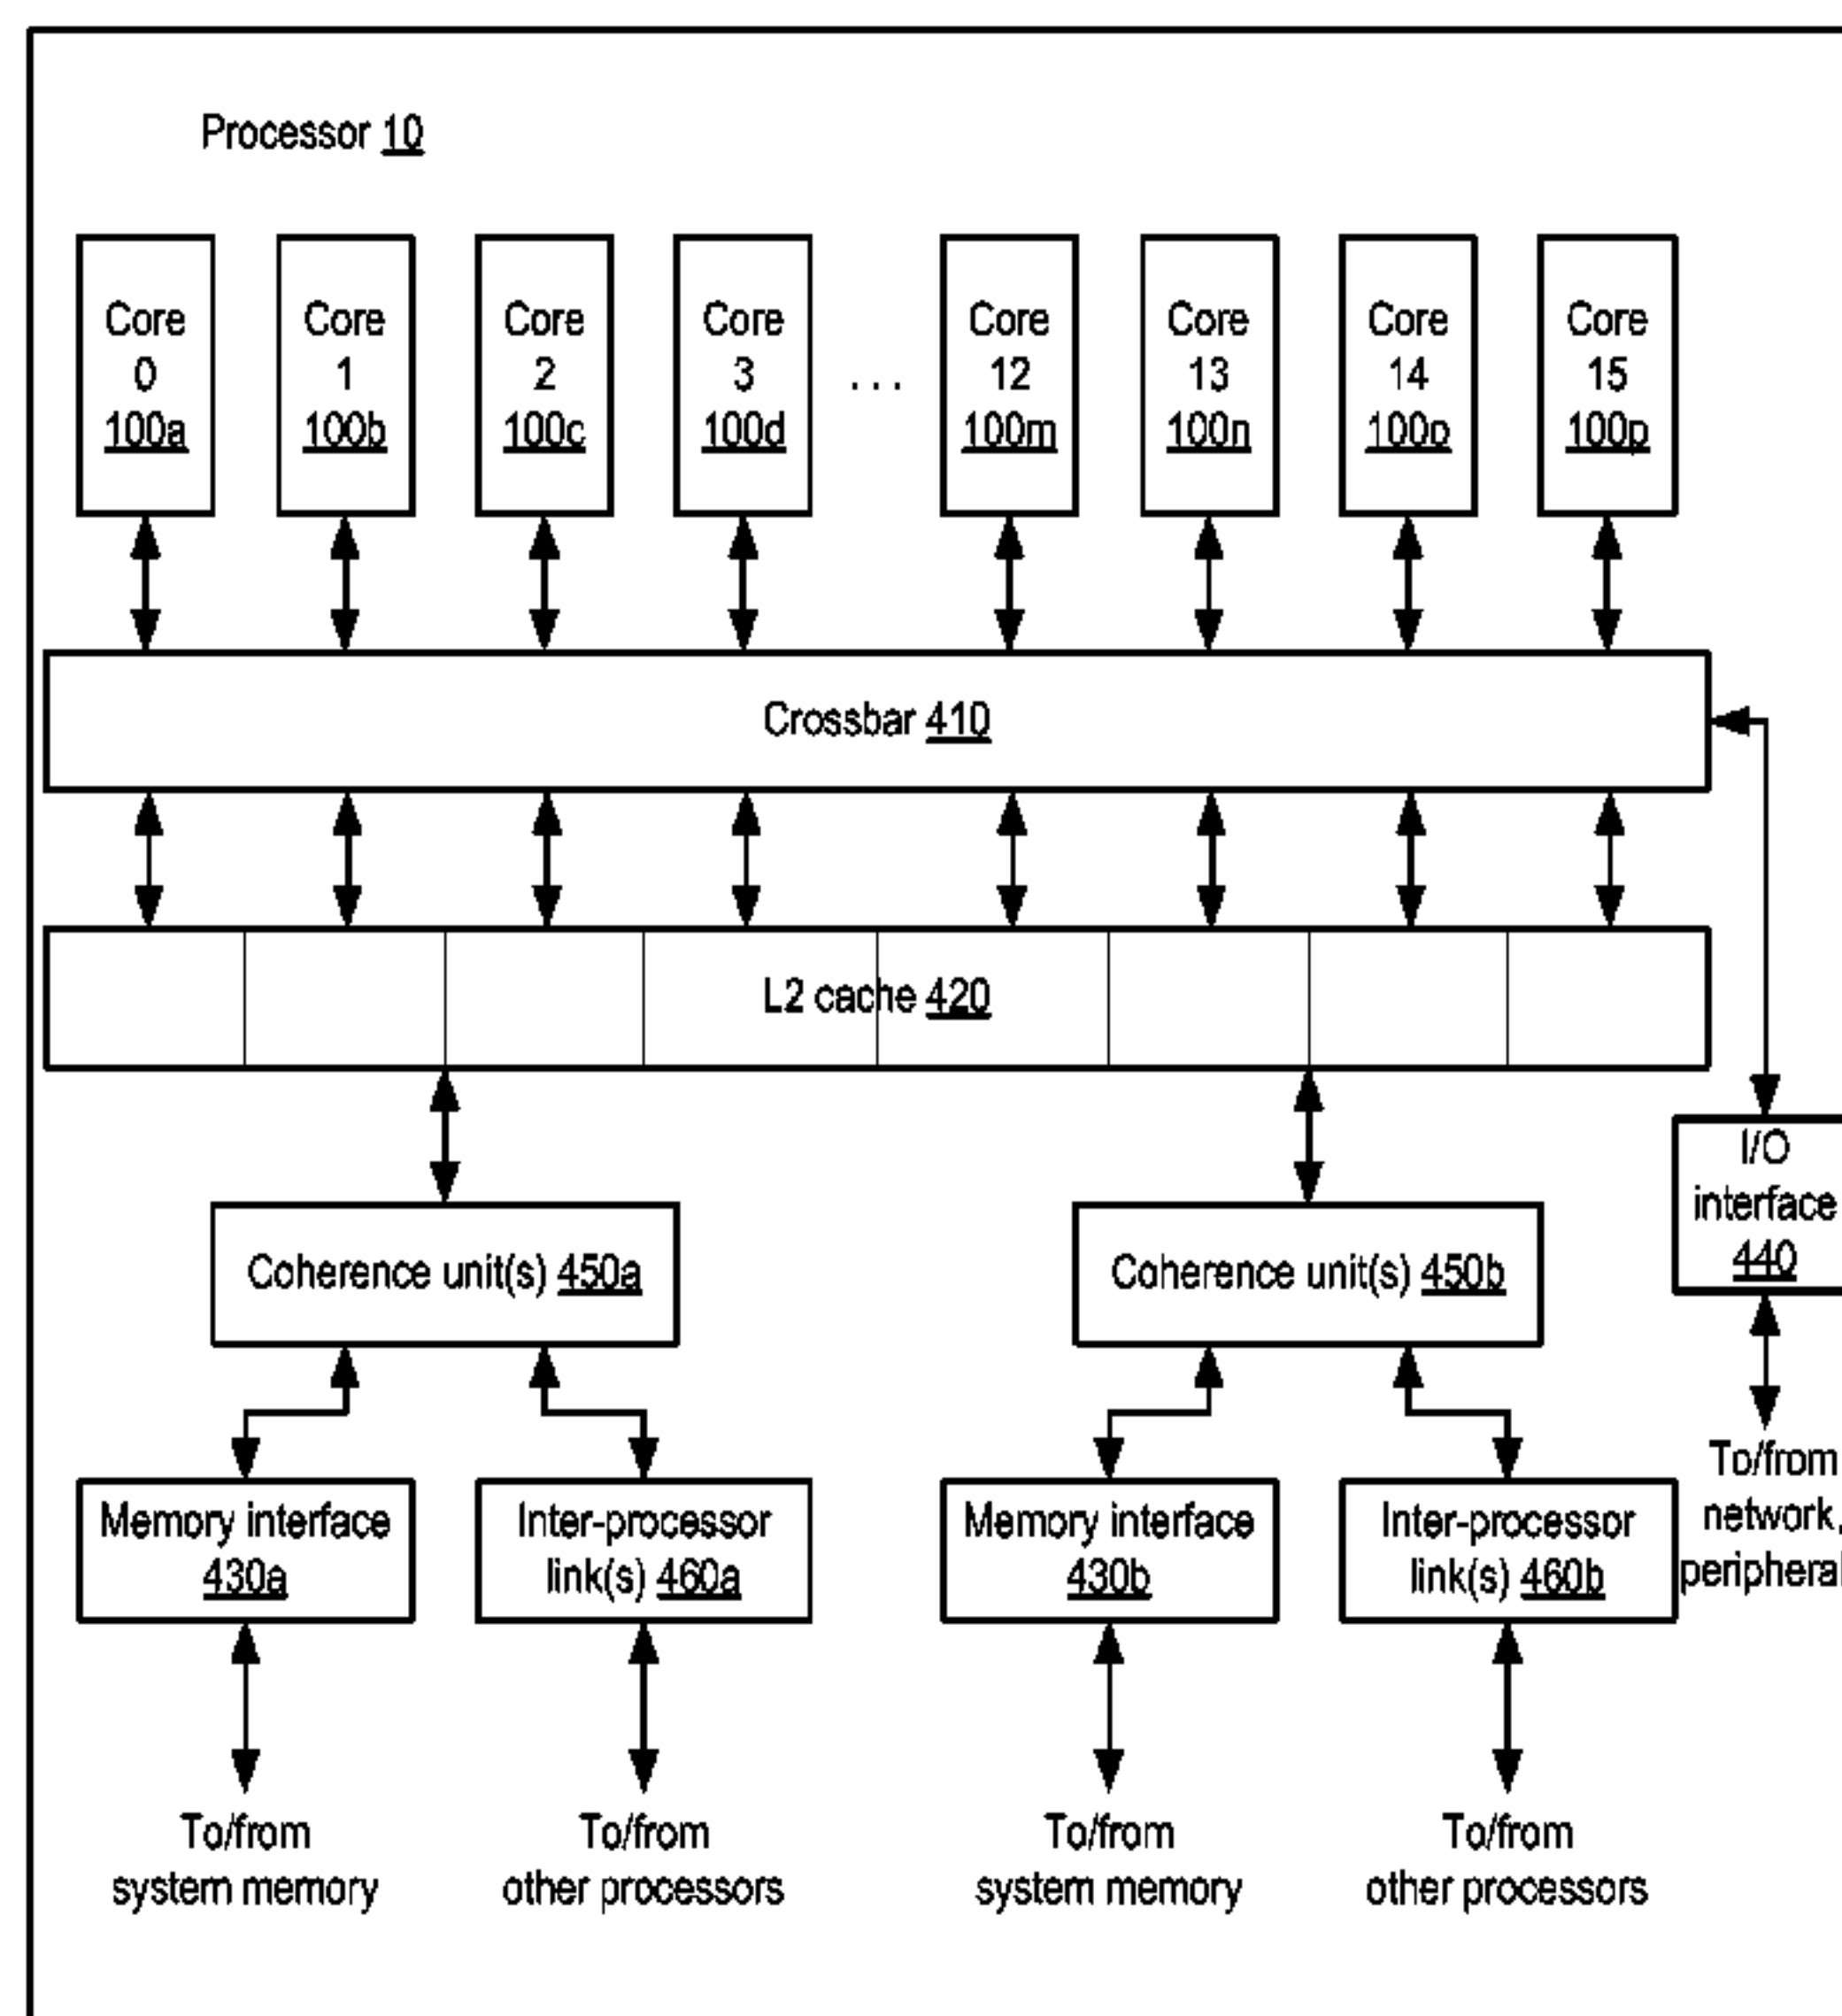 Processor 10
Core
0
100a
Core
1
100b
Core
2
100c
Core
3
100d
. . .
Core
12
100m
Core
13
100n
Core
14
100o
Core
15
100p
Crossbar 410
L2 cache 420
I/O
interface
440
Coherence unit(s) 450a
Coherence unit(s) 450b
To/from
network,
peripheral
Memory interface
430a
Inter-processor
link(s) 460a
Memory interface
430b
Inter-processor
link(s) 460b
To/from
system memory
To/from
other processors
To/from
system memory
To/from
other processors